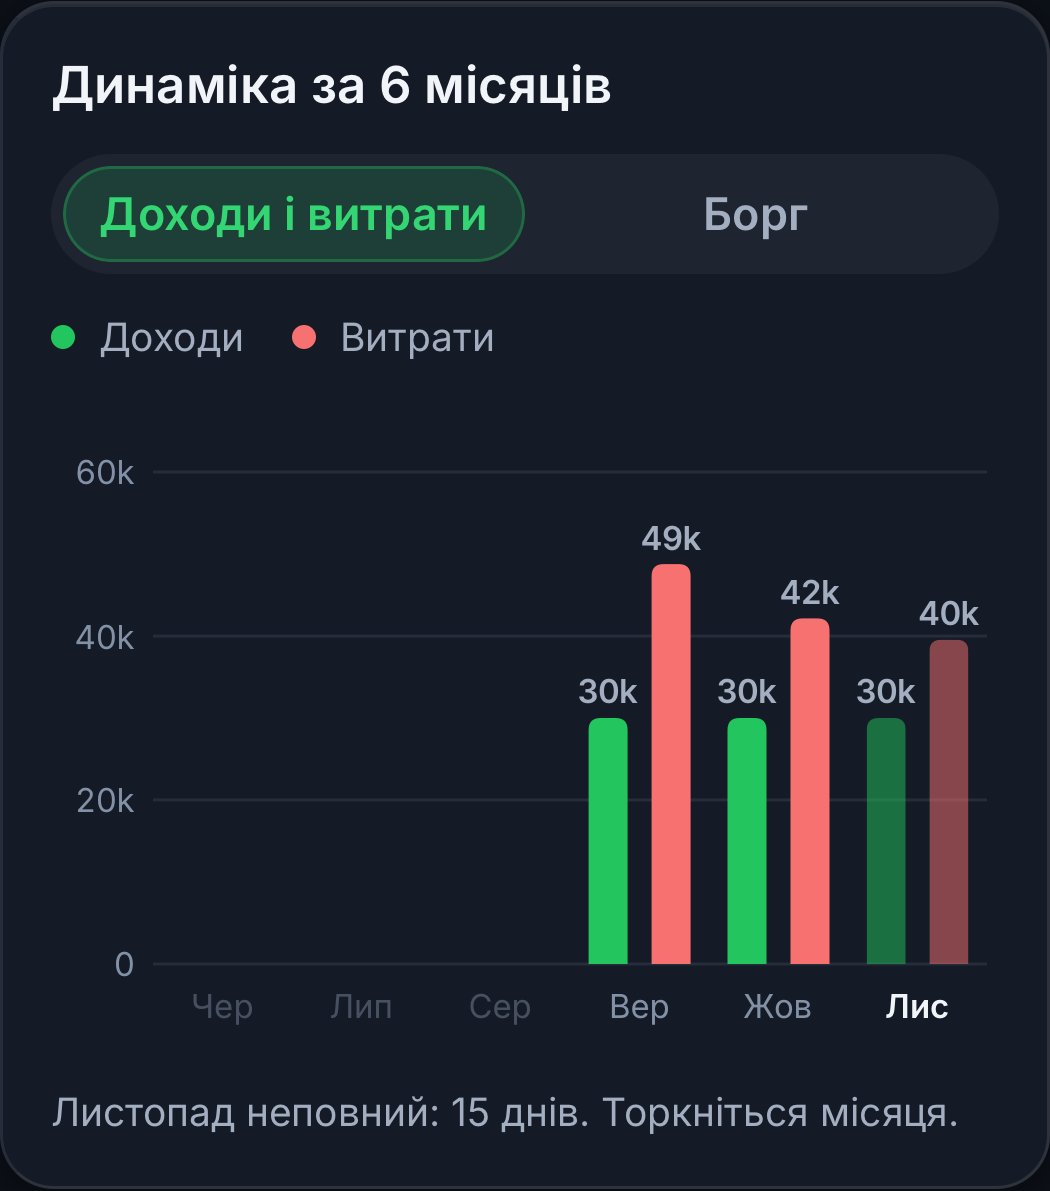 Динаміка за 6 місяців
Доходи і витрати Борг
Доходи Витрати
60k
49k
42k
40k
40k
30k 30k 30k
20k
0
Чер Лип Сер Вер Жов Лис
Листопад неповний: 15 днів. Торкніться місяця.